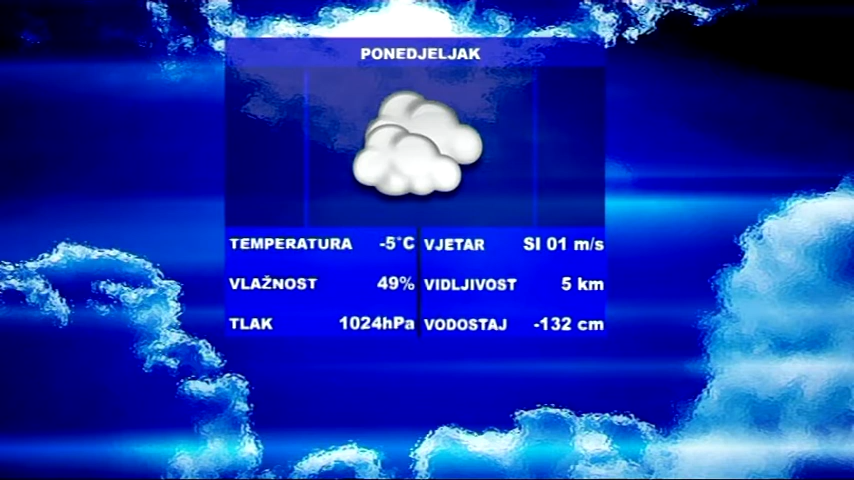 PONEDJELJAK
TEMPERATURA -5°C VJETAR SI 01 m/s
VLAŽNOST 49% VIDLJIVOST 5 km
TLAK 1024hPa VODOSTAJ -132 cm